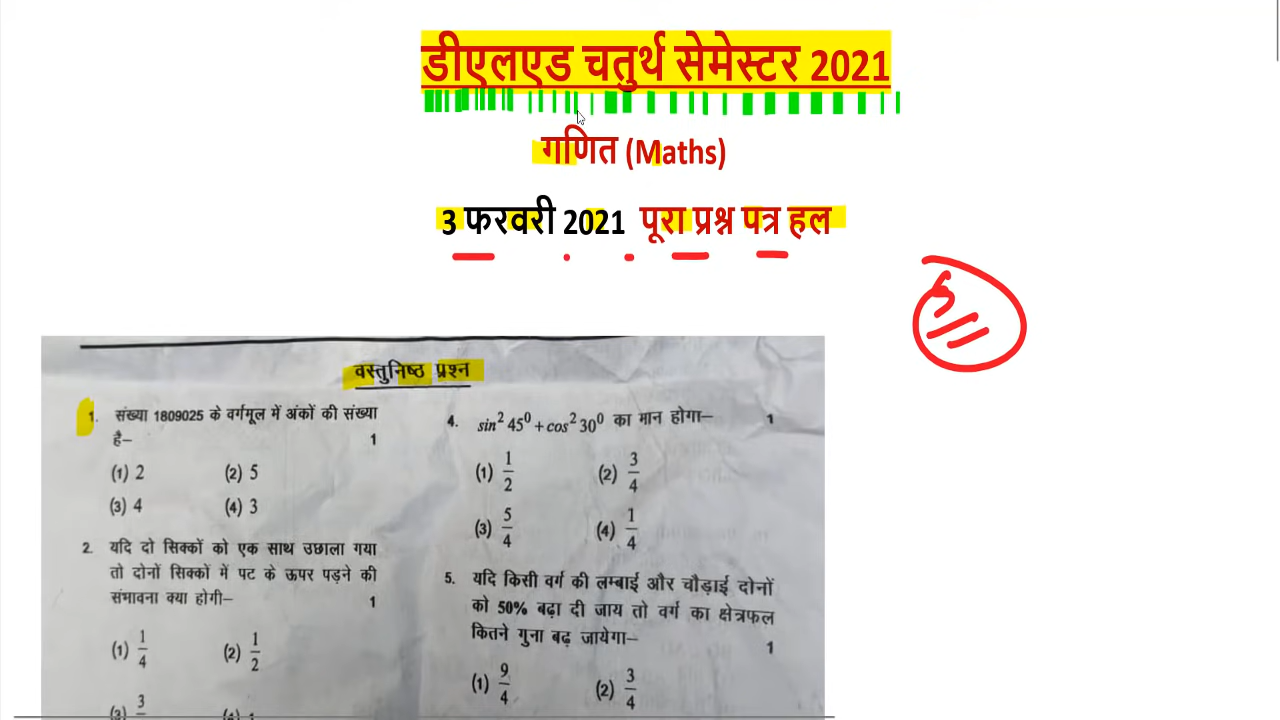 डीएलएड चतुर्थ सेमेस्टर 2021
गणित (Maths)
3 फरवरी 2021 पूरा प्रश्न पत्र हल
वस्तुनिष्ठ प्रश्न
1. संख्या 1809025 के वर्गमूल में अंकों की संख्या
है– 1
(1) 2 (2) 5
(3) 4 (4) 3
2. यदि दो सिक्कों को एक साथ उछाला गया
तो दोनों सिक्कों में पट के ऊपर पड़ने की
संभावना क्या होगी– 1
(1) 1/4 (2) 1/2
(3) 3
4. sin² 45⁰ + cos² 30⁰ का मान होगा– 1
(1) 1/2 (2) 3/4
(3) 5/4 (4) 1/4
5. यदि किसी वर्ग की लम्बाई और चौड़ाई दोनों
को 50% बढ़ा दी जाय तो वर्ग का क्षेत्रफल
कितने गुना बढ़ जायेगा– 1
(1) 9/4 (2) 3/4